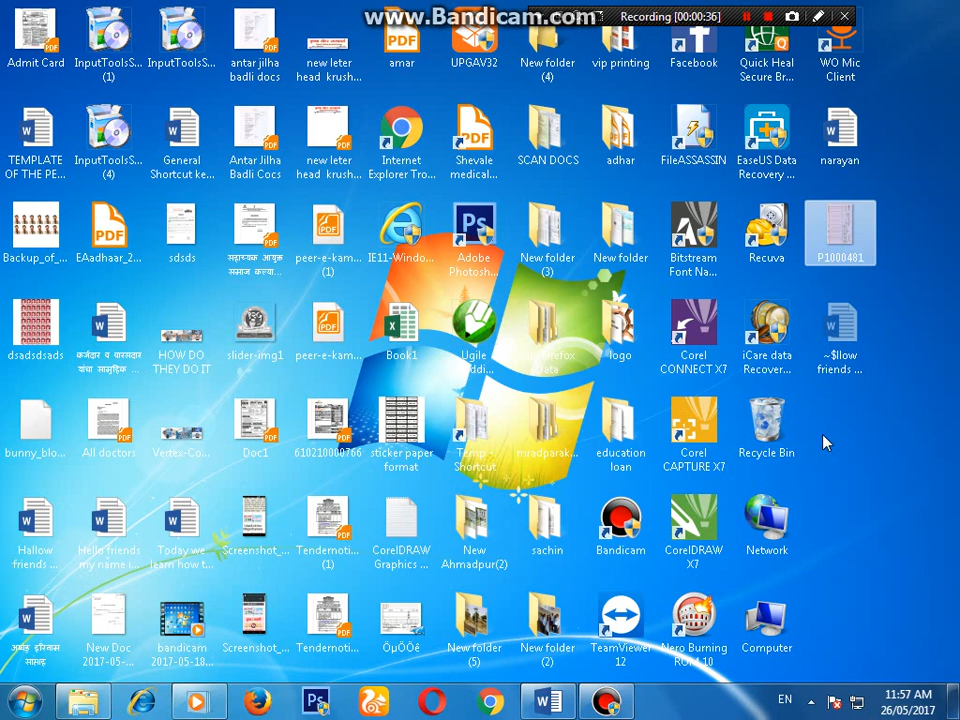 www.Bandicam.com
Recording [00:00:36]
Admit Card
InputToolsS... (1)
InputToolsS...
antar jilha badli docs
new leter head krush...
amar
UPGAV32
New folder (4)
vip printing
Facebook
Quick Heal Secure Br...
WO Mic Client
TEMPLATE OF THE PE...
InputToolsS... (4)
General Shortcut ke...
Antar Jilha Badli Cocs
new leter head krush...
Internet Explorer Tro...
Shevale medical...
SCAN DOCS
adhar
FileASSASSIN
EaseUS Data Recovery ...
narayan
Backup_of_...
EAadhaar_2...
sdsds
सहाय्यक आयुक्त समाज कल्या...
peer-e-kam... (1)
IE11-Windo...
Adobe Photosh...
New folder (3)
New folder
Bitstream Font Na...
Recuva
P1000481
dsadsdsads
कर्जदार व वारसदार यांचा सामुहिक ...
HOW DO THEY DO IT
slider-img1
peer-e-kam...
Book1
logo
Corel CONNECT X7
iCare data Recover...
~$llow friends ...
bunny_blo...
All doctors
Vertex-Co...
Doc1
610210000766
sticker paper format
Temp - Shortcut
mradparak...
education loan
Corel CAPTURE X7
Recycle Bin
Hallow friends ...
Hello friends my name i...
Today we learn how t...
Screenshot_...
Tendernoti... (1)
CorelDRAW Graphics ...
New Ahmadpur(2)
sachin
Bandicam
CorelDRAW X7
Network
New Doc 2017-05-...
bandicam 2017-05-18...
Screenshot_...
Tendernoti...
ÖµÖÖê
New folder (5)
New folder (2)
TeamViewer 12
Nero Burning ROM 10
Computer
EN
11:57 AM
26/05/2017